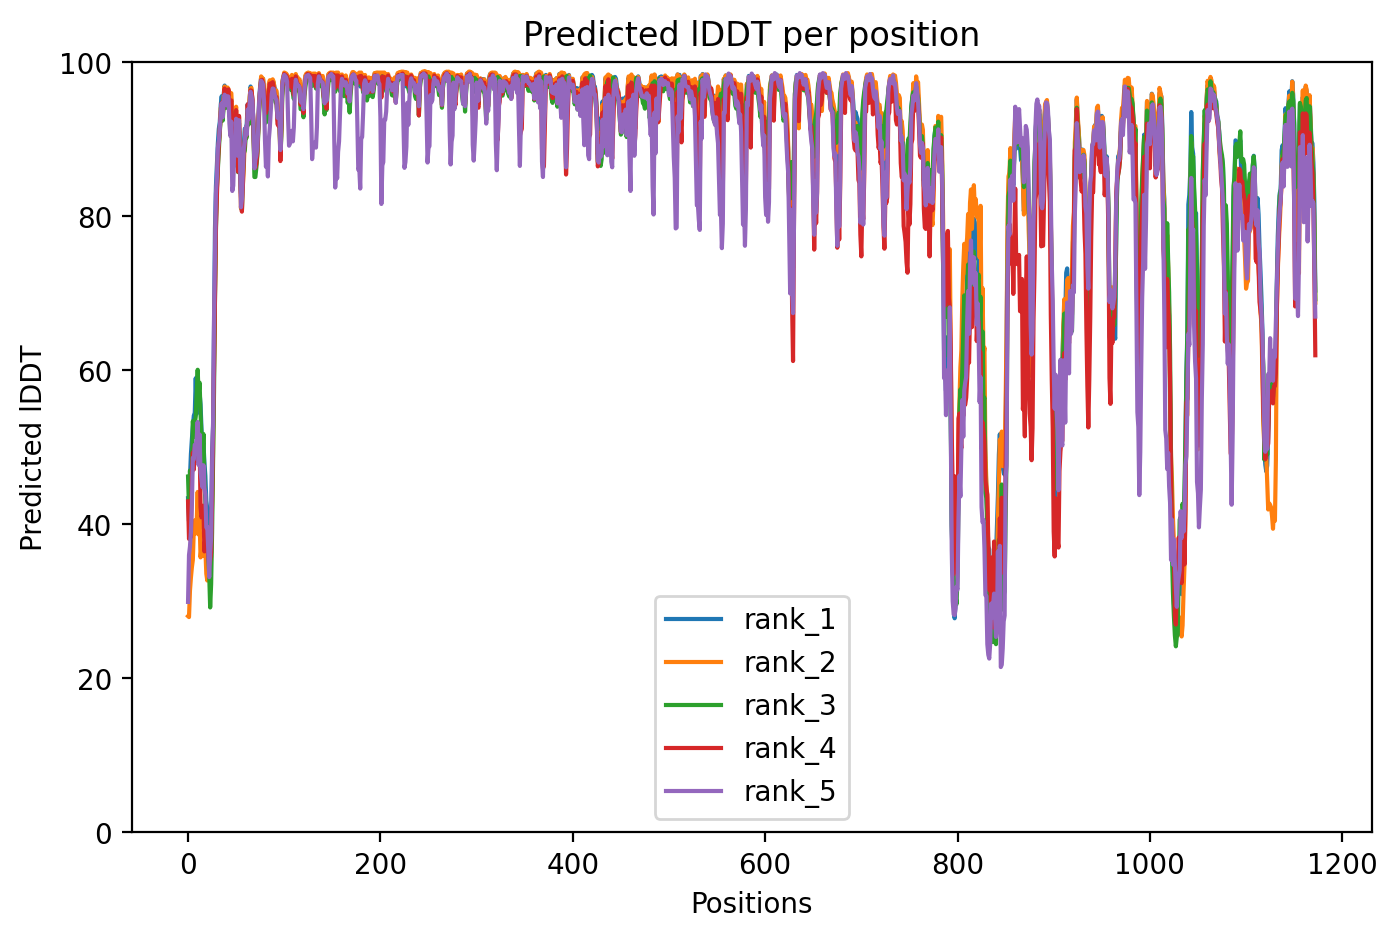 Predicted lDDT per position
100
80
60
40
20
0
Predicted lDDT
rank_1
rank_2
rank_3
rank_4
rank_5
0 200 400 600 800 1000 1200
Positions